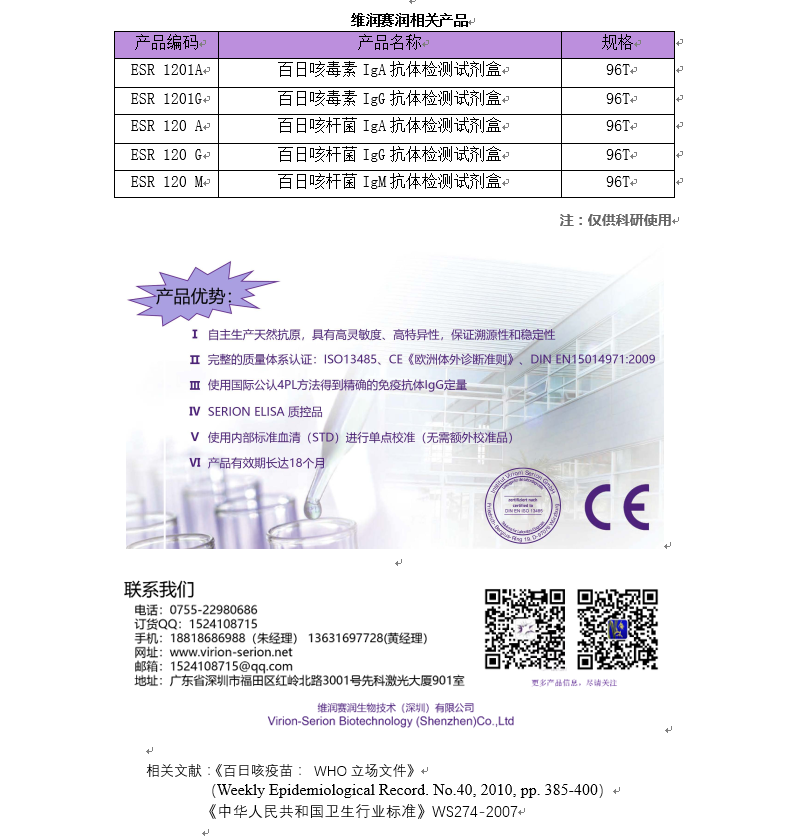 维润赛润相关产品
产品编码 产品名称 规格
ESR 1201A 百日咳毒素 IgA 抗体检测试剂盒 96T
ESR 1201G 百日咳毒素 IgG 抗体检测试剂盒 96T
ESR 120 A 百日咳杆菌 IgA 抗体检测试剂盒 96T
ESR 120 G 百日咳杆菌 IgG 抗体检测试剂盒 96T
ESR 120 M 百日咳杆菌 IgM 抗体检测试剂盒 96T
注：仅供科研使用
产品优势：
I 自主生产天然抗原，具有高灵敏度、高特异性，保证溯源性和稳定性
II 完整的质量体系认证：ISO13485、CE《欧洲体外诊断准则》、DIN EN15014971:2009
III 使用国际公认4PL方法得到精确的免疫抗体IgG定量
IV SERION ELISA 质控品
V 使用内部标准血清（STD）进行单点校准（无需额外校准品）
VI 产品有效期长达18个月
Institut Virion\Serion GmbH
zertifiziert nach
certified to
DIN EN ISO 13485
CE
联系我们
电话：0755-22980686
订货QQ：1524108715
手机：18818686988（朱经理） 13631697728(黄经理)
网址：www.virion-serion.net
邮箱：1524108715@qq.com
地址：广东省深圳市福田区红岭北路3001号先科激光大厦901室
更多产品信息，尽请关注
维润赛润生物技术（深圳）有限公司
Virion-Serion Biotechnology (Shenzhen)Co.,Ltd
相关文献：《百日咳疫苗： WHO 立场文件》
（Weekly Epidemiological Record. No.40, 2010, pp. 385-400）
《中华人民共和国卫生行业标准》WS274-2007